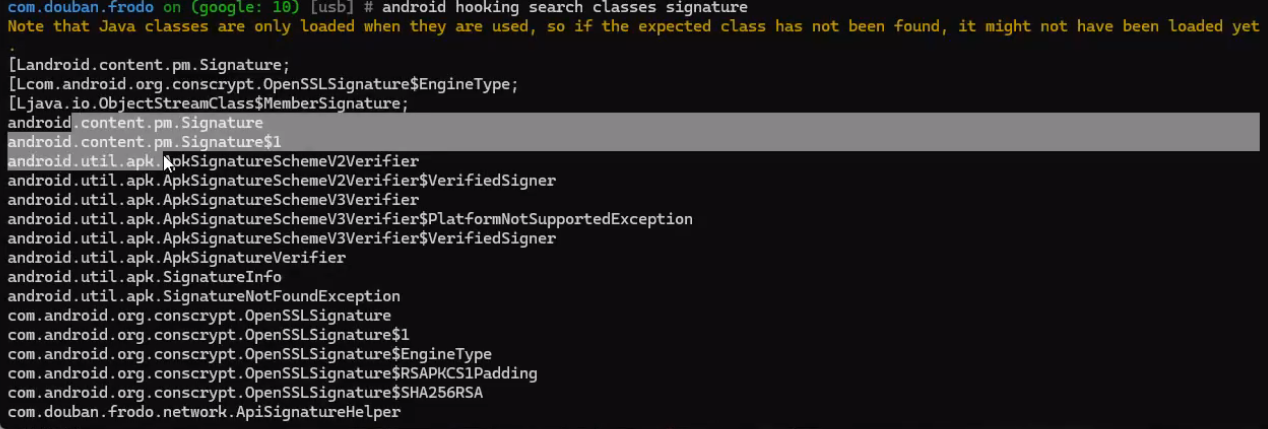 com.douban.frodo on (google: 10) [usb] # android hooking search classes signature
Note that Java classes are only loaded when they are used, so if the expected class has not been found, it might not have been loaded yet
.
[Landroid.content.pm.Signature;
[Lcom.android.org.conscrypt.OpenSSLSignature$EngineType;
[Ljava.io.ObjectStreamClass$MemberSignature;
android.content.pm.Signature
android.content.pm.Signature$1
android.util.apk.ApkSignatureSchemeV2Verifier
android.util.apk.ApkSignatureSchemeV2Verifier$VerifiedSigner
android.util.apk.ApkSignatureSchemeV3Verifier
android.util.apk.ApkSignatureSchemeV3Verifier$PlatformNotSupportedException
android.util.apk.ApkSignatureSchemeV3Verifier$VerifiedSigner
android.util.apk.ApkSignatureVerifier
android.util.apk.SignatureInfo
android.util.apk.SignatureNotFoundException
com.android.org.conscrypt.OpenSSLSignature
com.android.org.conscrypt.OpenSSLSignature$1
com.android.org.conscrypt.OpenSSLSignature$EngineType
com.android.org.conscrypt.OpenSSLSignature$RSAPKCS1Padding
com.android.org.conscrypt.OpenSSLSignature$SHA256RSA
com.douban.frodo.network.ApiSignatureHelper